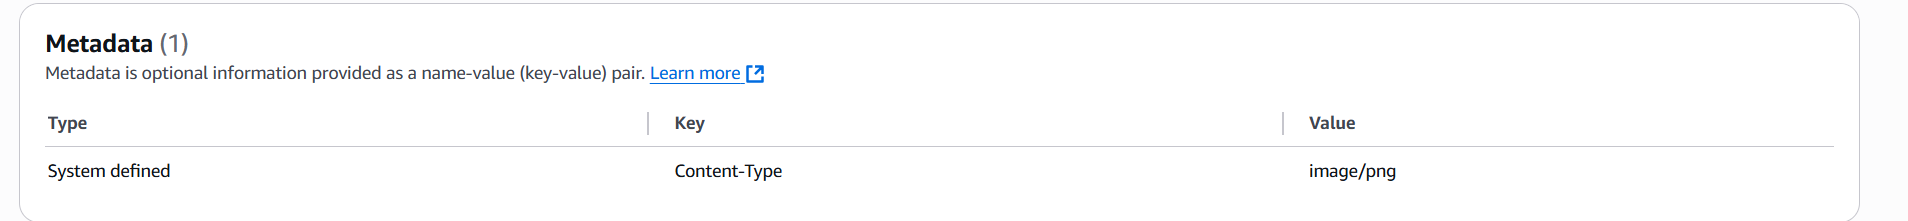 Metadata (1)
Metadata is optional information provided as a name-value (key-value) pair. Learn more
Type Key Value
System defined Content-Type image/png